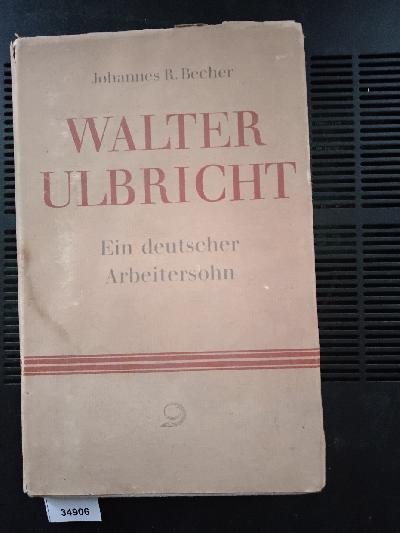 Johannes R. Becher
WALTER
ULBRICHT
Ein deutscher
Arbeitersohn
34906